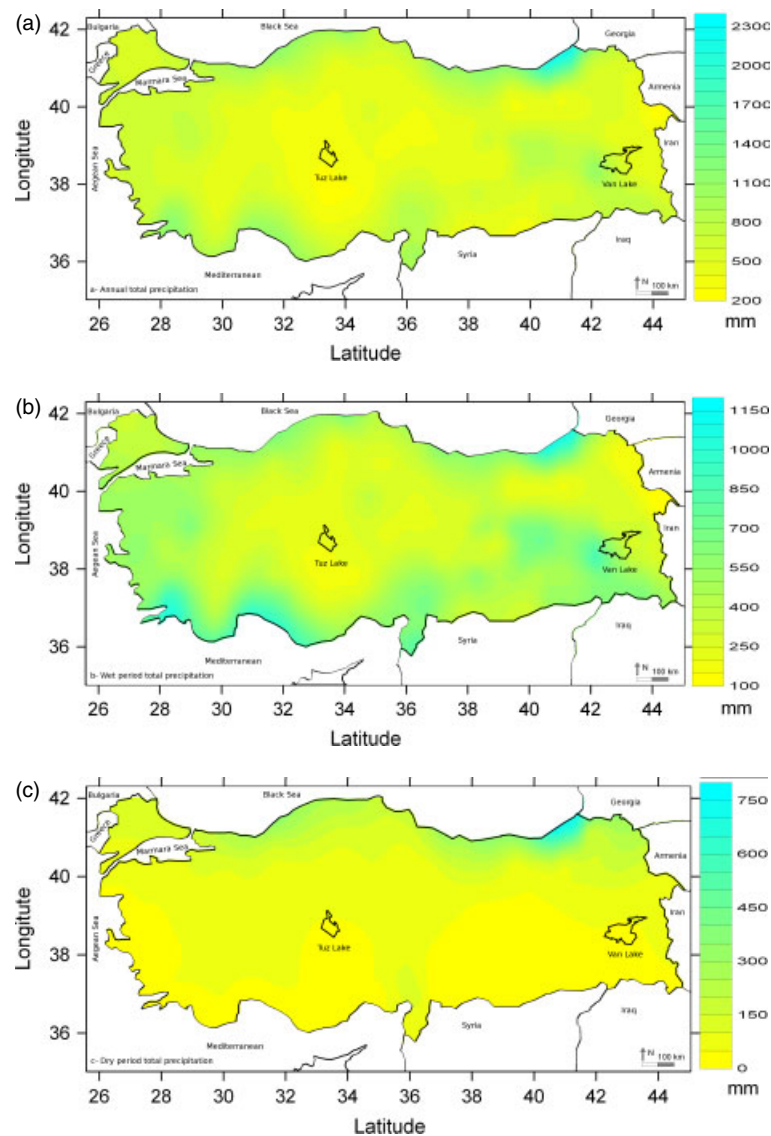 (a)
Bulgaria
Black Sea
Georgia
Greece
Marmara Sea
Armenia
Iran
Aegean Sea
Tuz Lake
Van Lake
Mediterranean
Syria
Iraq
a- Annual total precipitation
N
100 km
42
40
38
36
Longitute
26 28 30 32 34 36 38 40 42 44
Latitude
2300
2000
1700
1400
1100
800
500
200
mm
(b)
Bulgaria
Black Sea
Georgia
Greece
Marmara Sea
Armenia
Iran
Aegean Sea
Tuz Lake
Van Lake
Mediterranean
Syria
Iraq
b- Wet period total precipitation
N
100 km
42
40
38
36
Longitute
26 28 30 32 34 36 38 40 42 44
Latitude
1150
1000
850
700
550
400
250
100
mm
(c)
Bulgaria
Black Sea
Georgia
Greece
Marmara Sea
Armenia
Iran
Aegean Sea
Tuz Lake
Van Lake
Mediterranean
Syria
Iraq
c- Dry period total precipitation
N
100 km
42
40
38
36
Longitute
26 28 30 32 34 36 38 40 42 44
Latitude
750
600
450
300
150
0
mm